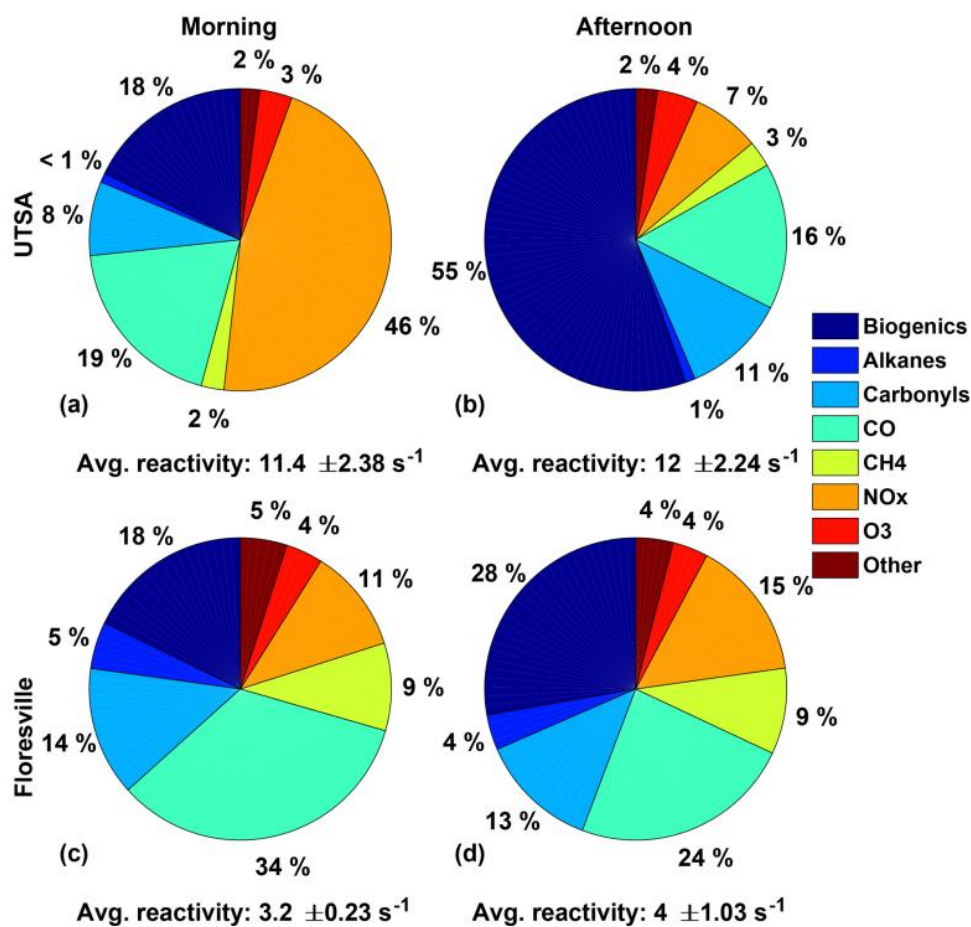 Morning
Afternoon
UTSA
2 %
3 %
46 %
2 %
19 %
8 %
< 1 %
18 %
(a)
Avg. reactivity: 11.4 ±2.38 s⁻¹
2 %
4 %
7 %
3 %
16 %
11 %
1%
55 %
(b)
Avg. reactivity: 12 ±2.24 s⁻¹
Biogenics
Alkanes
Carbonyls
CO
CH4
NOx
O3
Other
Floresville
5 %
4 %
11 %
9 %
34 %
14 %
5 %
18 %
(c)
Avg. reactivity: 3.2 ±0.23 s⁻¹
4 %
4 %
15 %
9 %
24 %
13 %
4 %
28 %
(d)
Avg. reactivity: 4 ±1.03 s⁻¹